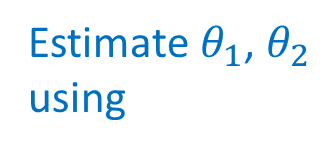 Estimate θ₁, θ₂
using